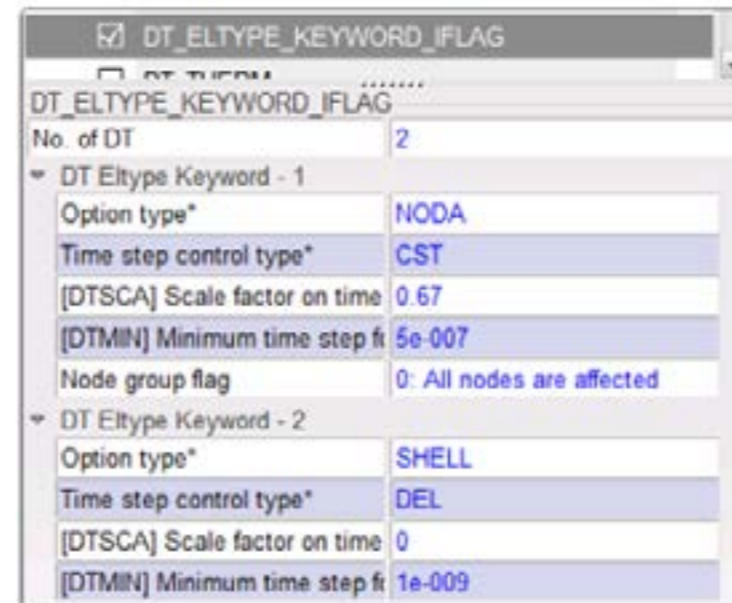 DT_ELTYPE_KEYWORD_IFLAG
DT_THERM
DT_ELTYPE_KEYWORD_IFLAG
No. of DT 2
DT Eltype Keyword - 1
Option type* NODA
Time step control type* CST
[DTSCA] Scale factor on time 0.67
[DTMIN] Minimum time step fo 5e-007
Node group flag 0: All nodes are affected
DT Eltype Keyword - 2
Option type* SHELL
Time step control type* DEL
[DTSCA] Scale factor on time 0
[DTMIN] Minimum time step fo 1e-009